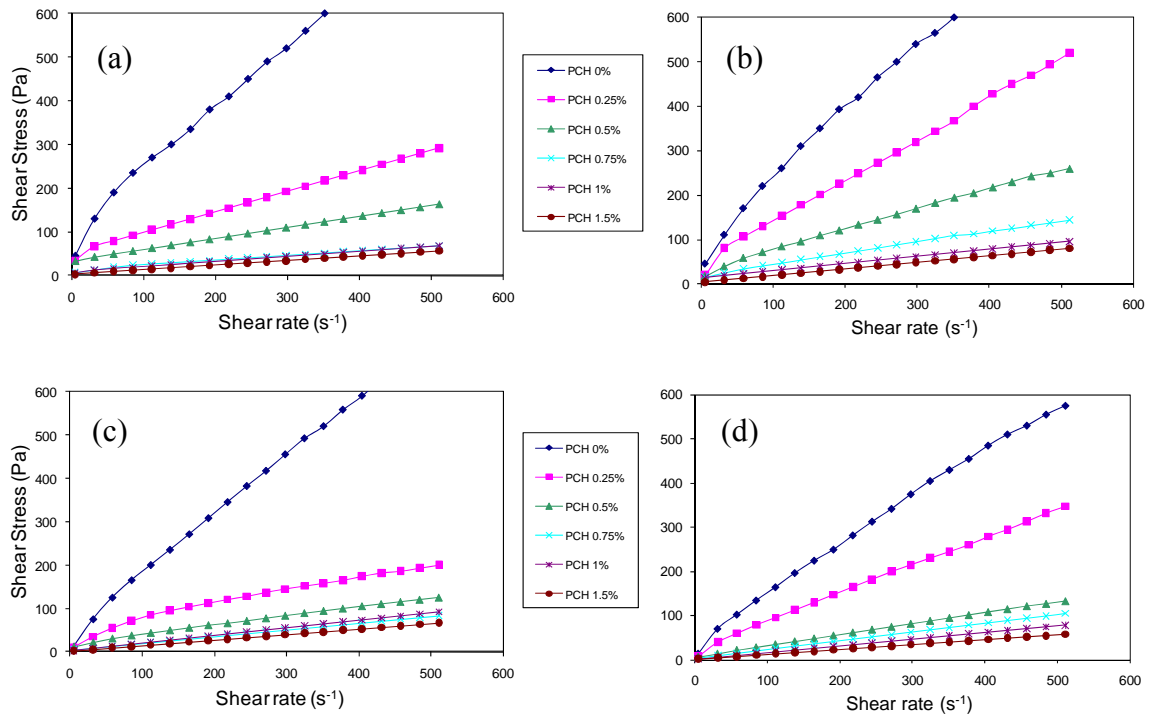 (a)
600
500
400
300
200
100
0
0 100 200 300 400 500 600
Shear Stress (Pa)
Shear rate (s⁻¹)
PCH 0%
PCH 0.25%
PCH 0.5%
PCH 0.75%
PCH 1%
PCH 1.5%
(b)
600
500
400
300
200
100
0
0 100 200 300 400 500 600
Shear rate (s⁻¹)
(c)
600
500
400
300
200
100
0
0 100 200 300 400 500 600
Shear Stress (Pa)
Shear rate (s⁻¹)
PCH 0%
PCH 0.25%
PCH 0.5%
PCH 0.75%
PCH 1%
PCH 1.5%
(d)
600
500
400
300
200
100
0
0 100 200 300 400 500 600
Shear rate (s⁻¹)